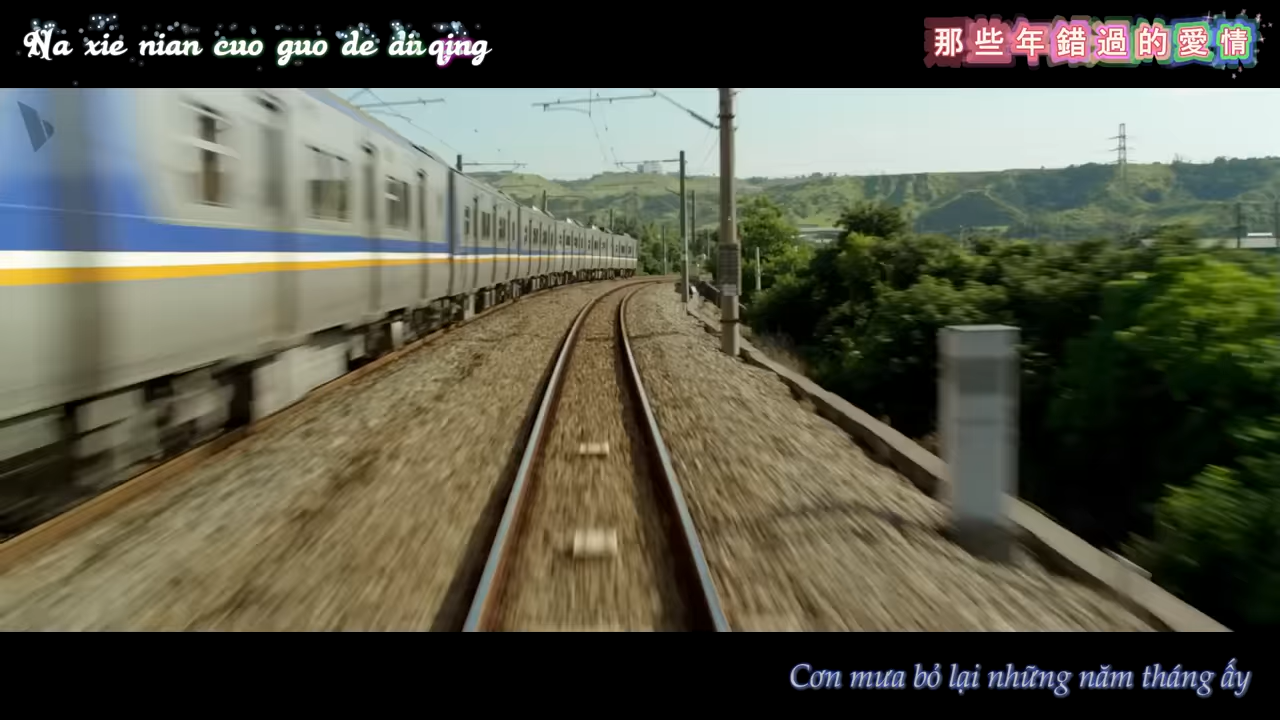 Na xie nian cuo guo de ai qing
那些年錯過的愛情
Cơn mưa bỏ lại những năm tháng ấy